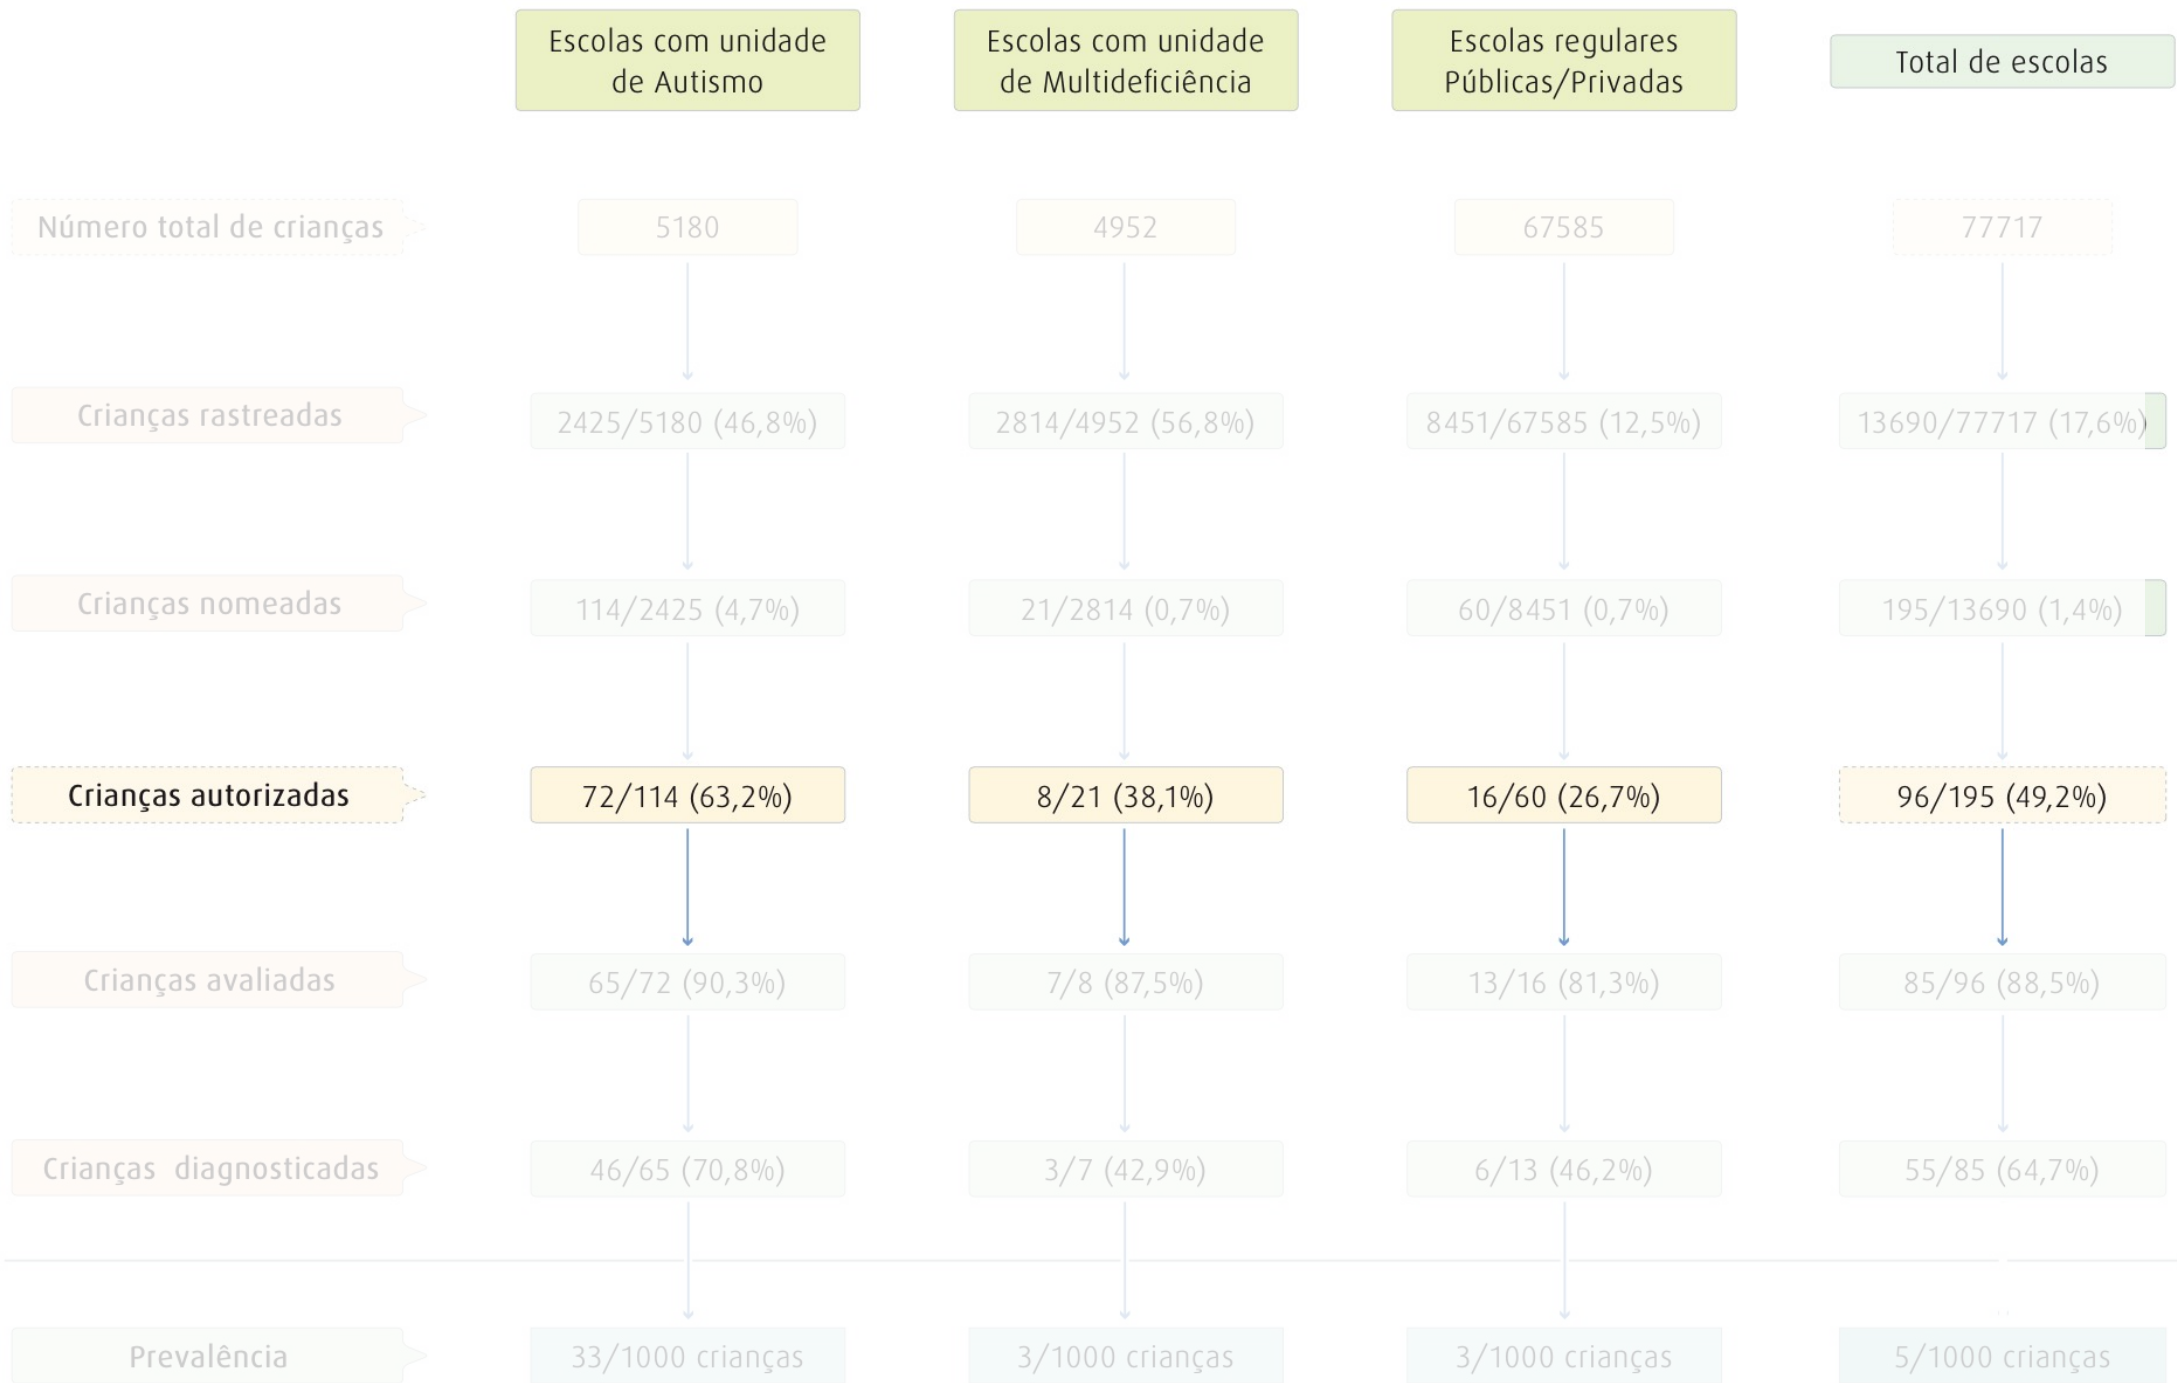 Escolas com unidade
de Autismo
Escolas com unidade
de Multideficiência
Escolas regulares
Públicas/Privadas
Total de escolas
Número total de crianças
5180
4952
67585
77717
Crianças rastreadas
2425/5180 (46,8%)
2814/4952 (56,8%)
8451/67585 (12,5%)
13690/77717 (17,6%)
Crianças nomeadas
114/2425 (4,7%)
21/2814 (0,7%)
60/8451 (0,7%)
195/13690 (1,4%)
Crianças autorizadas
72/114 (63,2%)
8/21 (38,1%)
16/60 (26,7%)
96/195 (49,2%)
Crianças avaliadas
65/72 (90,3%)
7/8 (87,5%)
13/16 (81,3%)
85/96 (88,5%)
Crianças diagnosticadas
46/65 (70,8%)
3/7 (42,9%)
6/13 (46,2%)
55/85 (64,7%)
Prevalência
33/1000 crianças
3/1000 crianças
3/1000 crianças
5/1000 crianças